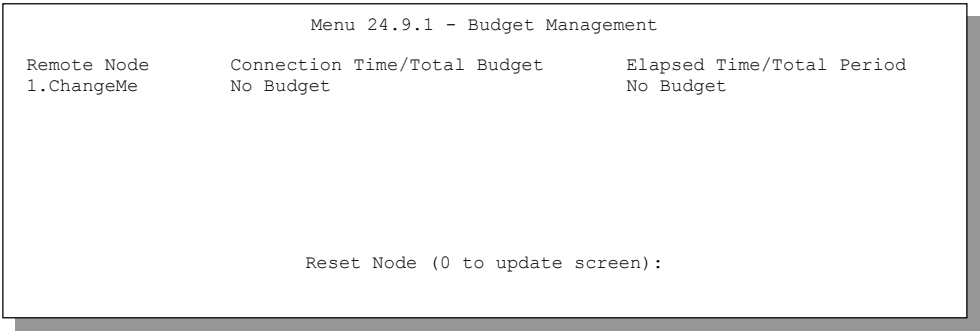 Menu 24.9.1 - Budget Management
Remote Node Connection Time/Total Budget Elapsed Time/Total Period
1.ChangeMe No Budget No Budget
Reset Node (0 to update screen):